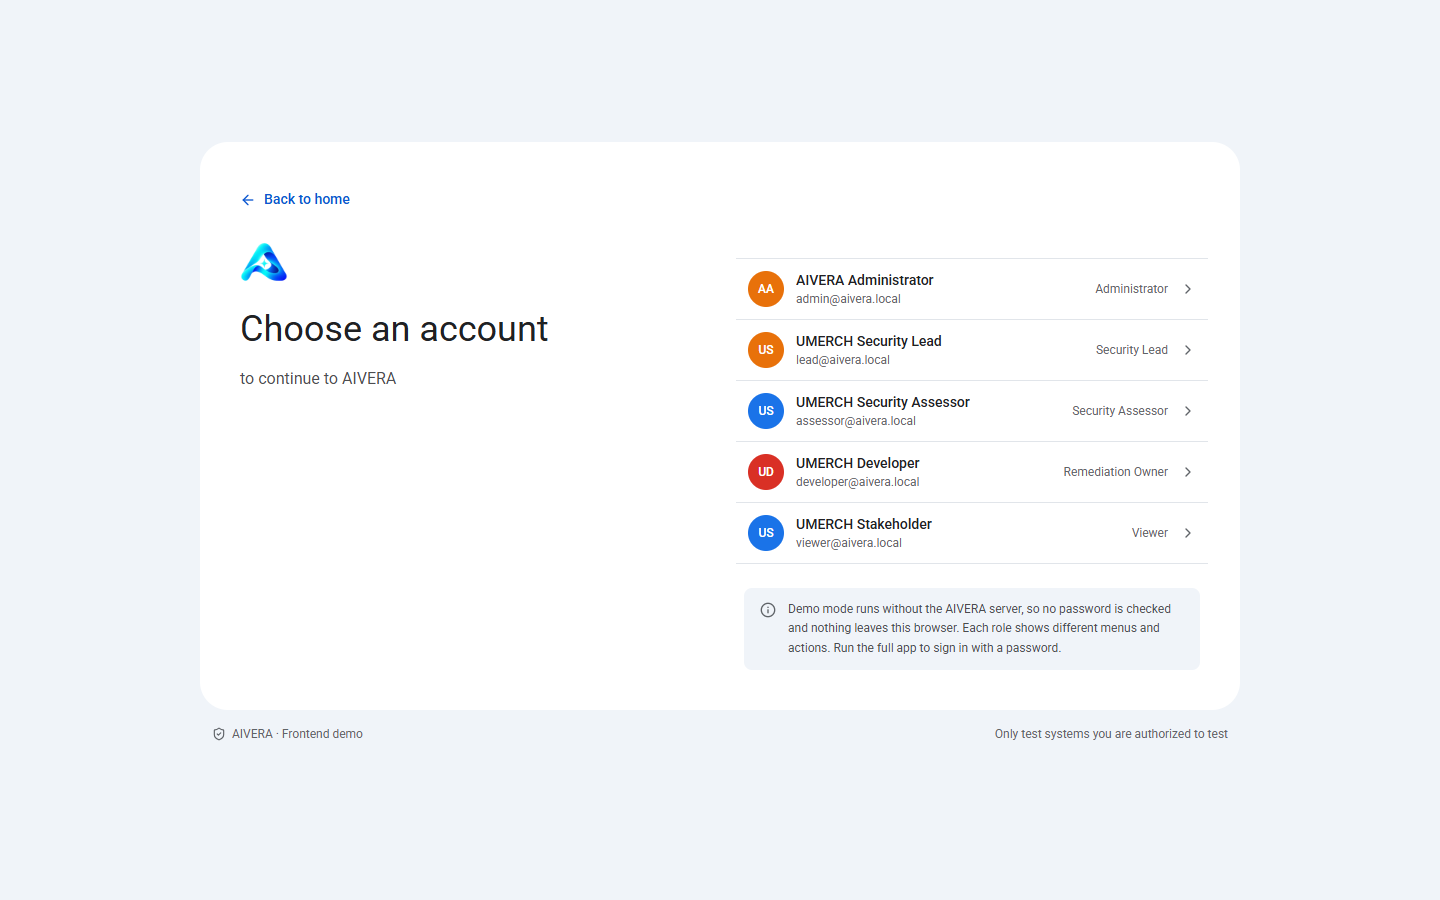 Back to home
Choose an account
to continue to AIVERA
AA
AIVERA Administrator
admin@aivera.local
Administrator
US
UMERCH Security Lead
lead@aivera.local
Security Lead
US
UMERCH Security Assessor
assessor@aivera.local
Security Assessor
UD
UMERCH Developer
developer@aivera.local
Remediation Owner
US
UMERCH Stakeholder
viewer@aivera.local
Viewer
Demo mode runs without the AIVERA server, so no password is checked
and nothing leaves this browser. Each role shows different menus and
actions. Run the full app to sign in with a password.
AIVERA · Frontend demo
Only test systems you are authorized to test